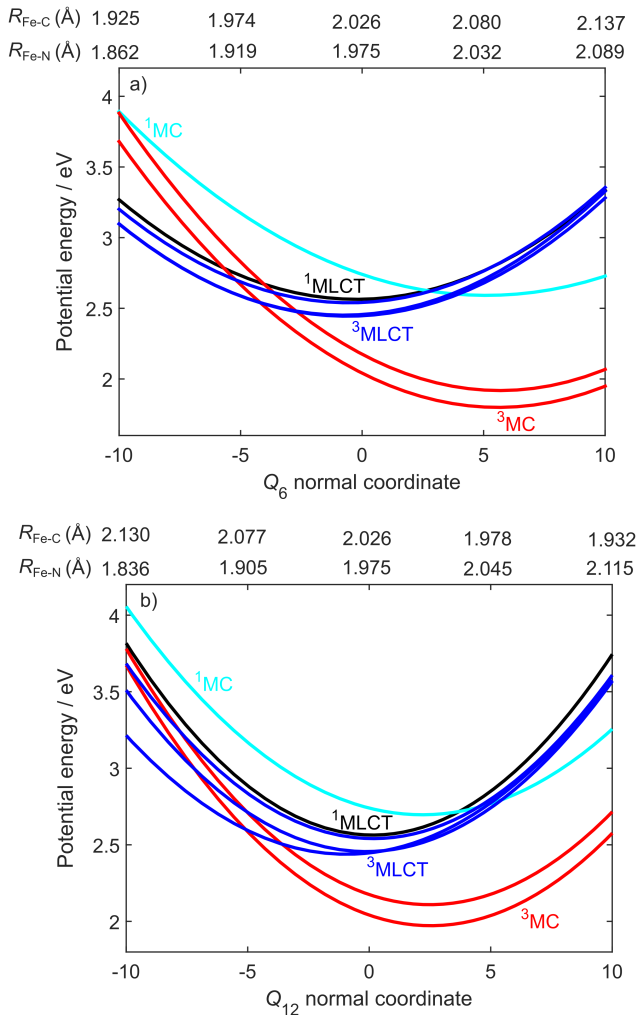 R Fe-C (Å) 1.925 1.974 2.026 2.080 2.137
R Fe-N (Å) 1.862 1.919 1.975 2.032 2.089
a)
4
1MC
3.5
Potential energy / eV
3
1MLCT
2.5
3MLCT
2
3MC
-10 -5 0 5 10
Q6 normal coordinate
R Fe-C (Å) 2.130 2.077 2.026 1.978 1.932
R Fe-N (Å) 1.836 1.905 1.975 2.045 2.115
b)
4
1MC
3.5
Potential energy / eV
3
1MLCT
2.5
3MLCT
3MC
2
-10 -5 0 5 10
Q12 normal coordinate